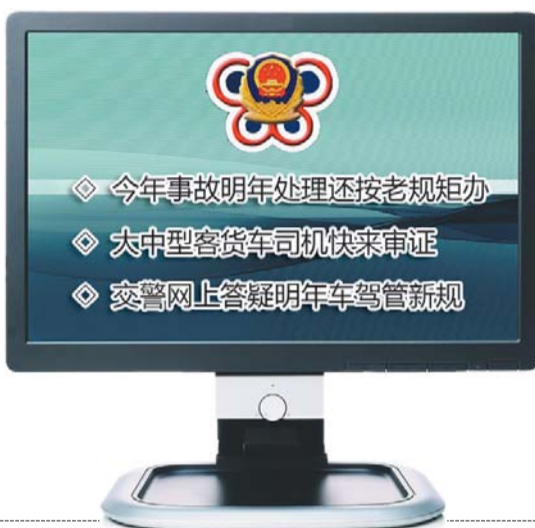 今年事故明年处理还按老规矩办
大中型客货车司机快来审证
交警网上答疑明年车驾管新规